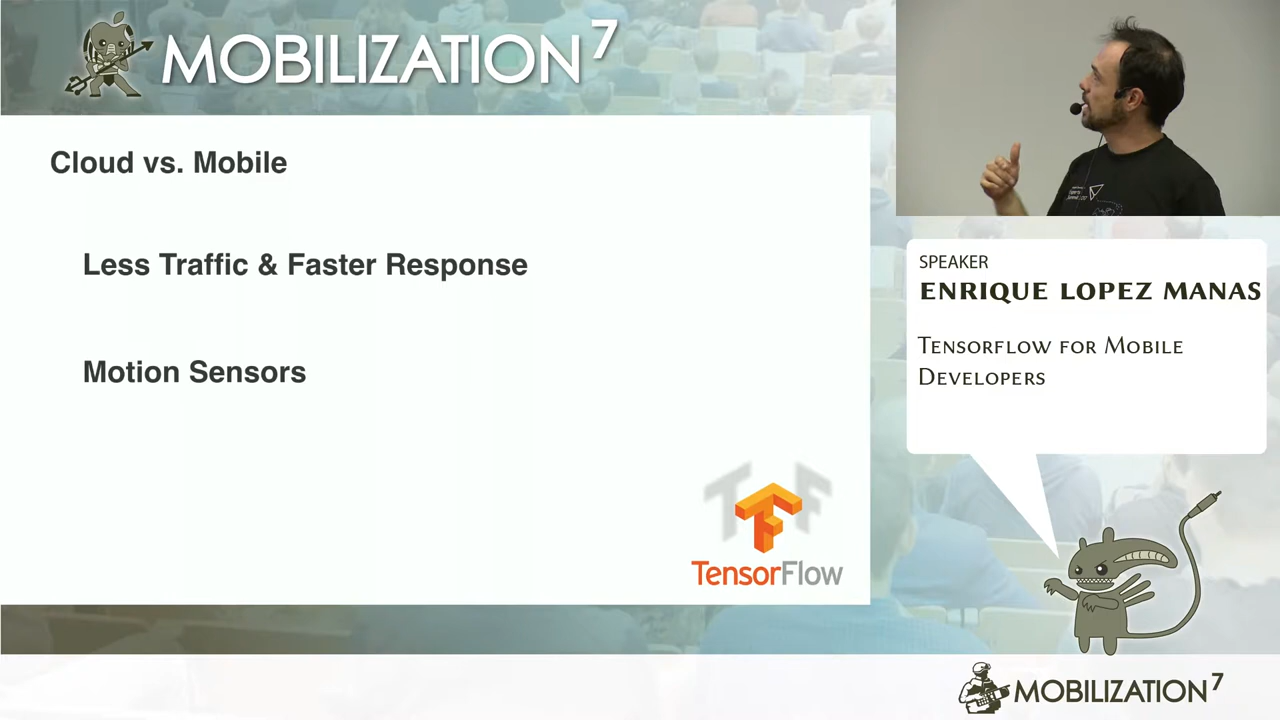 MOBILIZATION7
Cloud vs. Mobile
Less Traffic & Faster Response
Motion Sensors
TensorFlow
SPEAKER
ENRIQUE LOPEZ MANAS
TENSORFLOW FOR MOBILE
DEVELOPERS
MOBILIZATION7